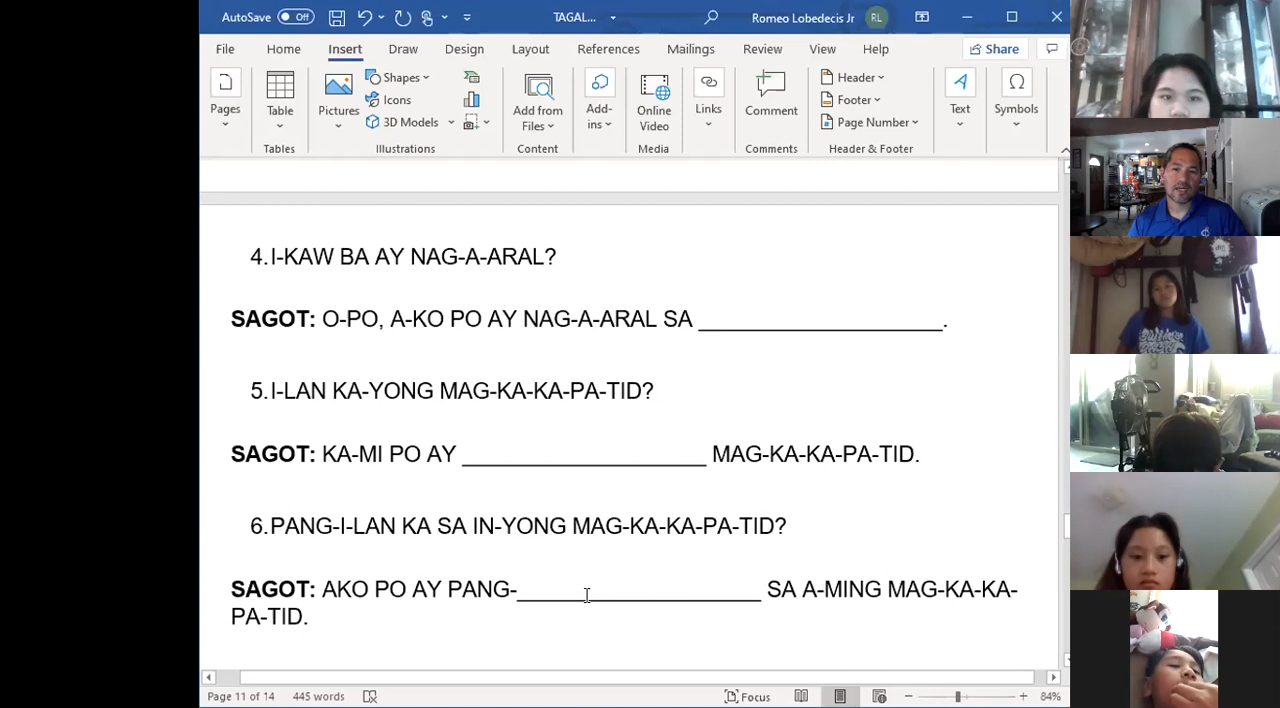 AutoSave Off TAGAL... Romeo Lobedecis Jr RL
File Home Insert Draw Design Layout References Mailings Review View Help Share
Pages Table Pictures Shapes Icons 3D Models Add from Files Add-ins Online Video Links Comment Header Footer Page Number Text Symbols
Tables Illustrations Content Media Comments Header & Footer
4. I-KAW BA AY NAG-A-ARAL?
SAGOT: O-PO, A-KO PO AY NAG-A-ARAL SA ____________________.
5. I-LAN KA-YONG MAG-KA-KA-PA-TID?
SAGOT: KA-MI PO AY ____________________ MAG-KA-KA-PA-TID.
6. PANG-I-LAN KA SA IN-YONG MAG-KA-KA-PA-TID?
SAGOT: AKO PO AY PANG-____________________ SA A-MING MAG-KA-KA-
PA-TID.
Page 11 of 14 445 words Focus 84%